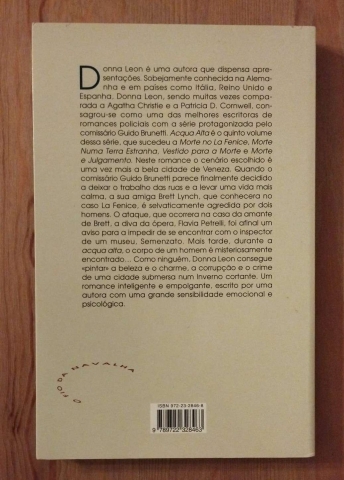 Donna Leon é uma autora que dispensa apre-
sentações. Sobejamente conhecida na Alema-
nha e em países como Itália, Reino Unido e
Espanha, Donna Leon, sendo muitas vezes compa-
rada a Agatha Christie e a Patricia D. Cornwell, con-
sagrou-se como uma das melhores escritoras de
romances policiais com a série protagonizada pelo
comissário Guido Brunetti. Acqua Alta é o quinto volume
dessa série, que sucedeu a Morte no La Fenice, Morte
Numa Terra Estranha, Vestido para a Morte e Morte
e Julgamento. Neste romance o cenário escolhido é
uma vez mais a bela cidade de Veneza. Quando o
comissário Guido Brunetti parece finalmente decidido
a deixar o trabalho das ruas e a levar uma vida mais
calma, a sua amiga Brett Lynch, que conhecera no
caso La Fenice, é selvaticamente agredida por dois
homens. O ataque, que ocorrera na casa da amante
de Brett, a diva da ópera, Flavia Petrelli, foi afinal um
aviso para a impedir de se encontrar com o inspector
de um museu, Semenzato. Mais tarde, durante a
acqua alta, o corpo de um homem é misteriosamente
encontrado... Como ninguém, Donna Leon consegue
«pintar» a beleza e o charme, a corrupção e o crime
de uma cidade submersa num Inverno cortante. Um
romance inteligente e empolgante, escrito por uma
autora com uma grande sensibilidade emocional e
psicológica.
O FIO DA NAVALHA
ISBN 972-23-2846-8
9789722328463